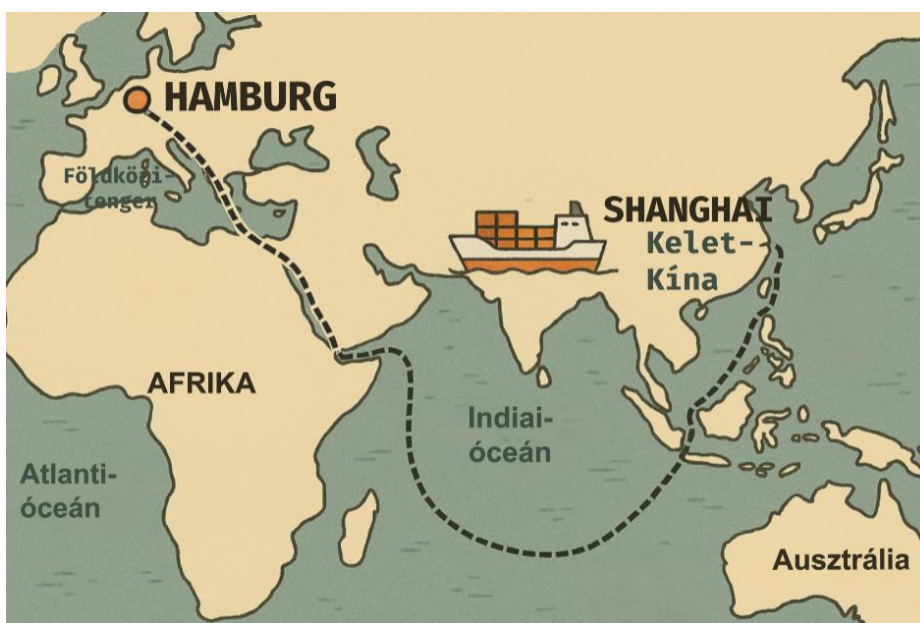 HAMBURG
Földközi-
tenger
SHANGHAI
Kelet-
Kína
AFRIKA
Indiai-
óceán
Atlanti-
óceán
Ausztrália